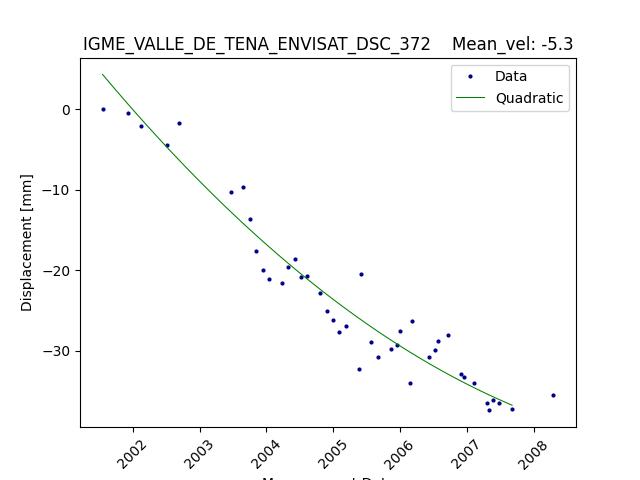 IGME_VALLE_DE_TENA_ENVISAT_DSC_372    Mean_vel: -5.3
Data
Quadratic
Displacement [mm]
0
−10
−20
−30
2002
2003
2004
2005
2006
2007
2008